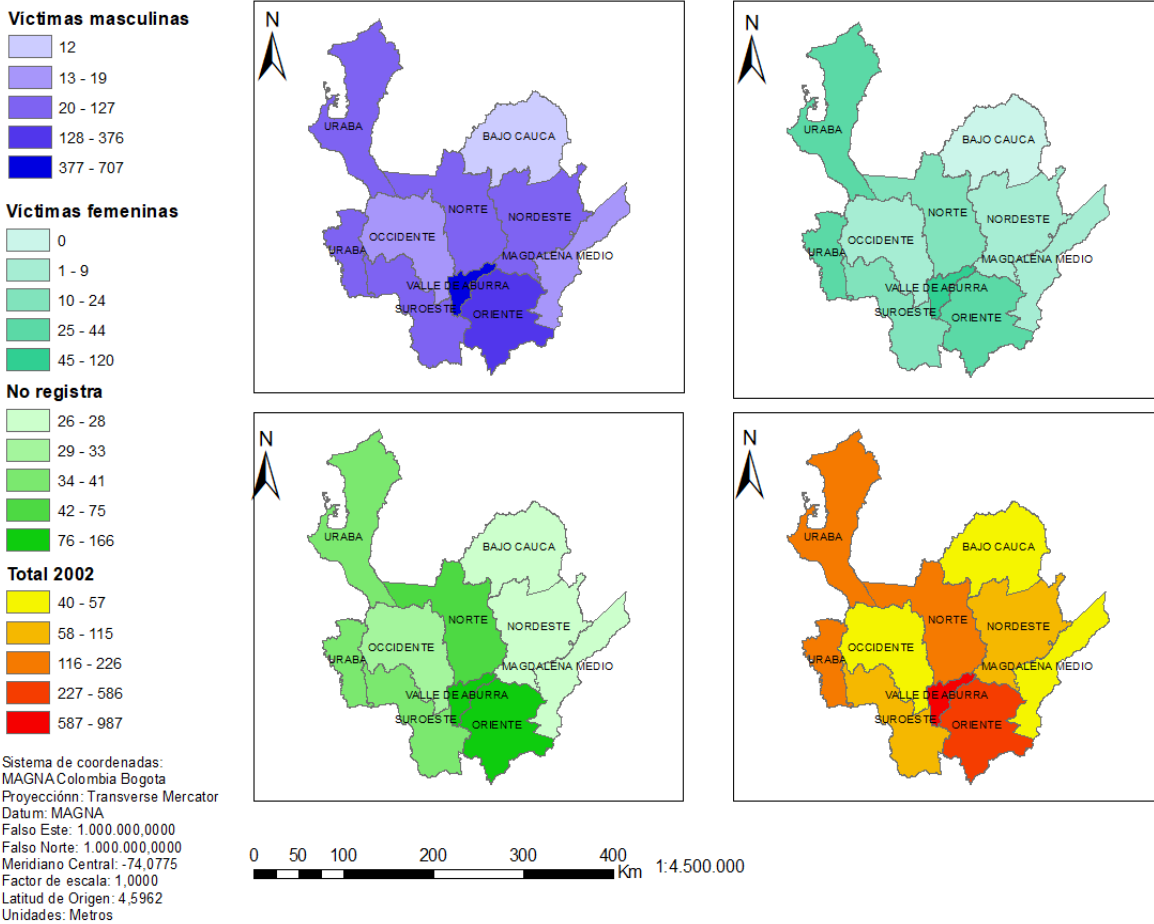 Víctimas masculinas
12
13 - 19
20 - 127
128 - 376
377 - 707
Víctimas femeninas
0
1 - 9
10 - 24
25 - 44
45 - 120
No registra
26 - 28
29 - 33
34 - 41
42 - 75
76 - 166
Total 2002
40 - 57
58 - 115
116 - 226
227 - 586
587 - 987
Sistema de coordenadas:
MAGNA Colombia Bogota
Proyecciónn: Transverse Mercator
Datum: MAGNA
Falso Este: 1.000.000,0000
Falso Norte: 1.000.000,0000
Meridiano Central: -74,0775
Factor de escala: 1,0000
Latitud de Origen: 4,5962
Unidades: Metros
N
URABA
BAJO CAUCA
NORTE
NORDESTE
OCCIDENTE
URABA
MAGDALENA MEDIO
VALLE DE ABURRA
SUROESTE
ORIENTE
N
URABA
BAJO CAUCA
NORTE
NORDESTE
OCCIDENTE
URABA
MAGDALENA MEDIO
VALLE DE ABURRA
SUROESTE
ORIENTE
N
URABA
BAJO CAUCA
NORTE
NORDESTE
OCCIDENTE
URABA
MAGDALENA MEDIO
VALLE DE ABURRA
SUROESTE
ORIENTE
N
URABA
BAJO CAUCA
NORTE
NORDESTE
OCCIDENTE
URABA
MAGDALENA MEDIO
VALLE DE ABURRA
SUROESTE
ORIENTE
0 50 100 200 300 400
Km
1:4.500.000